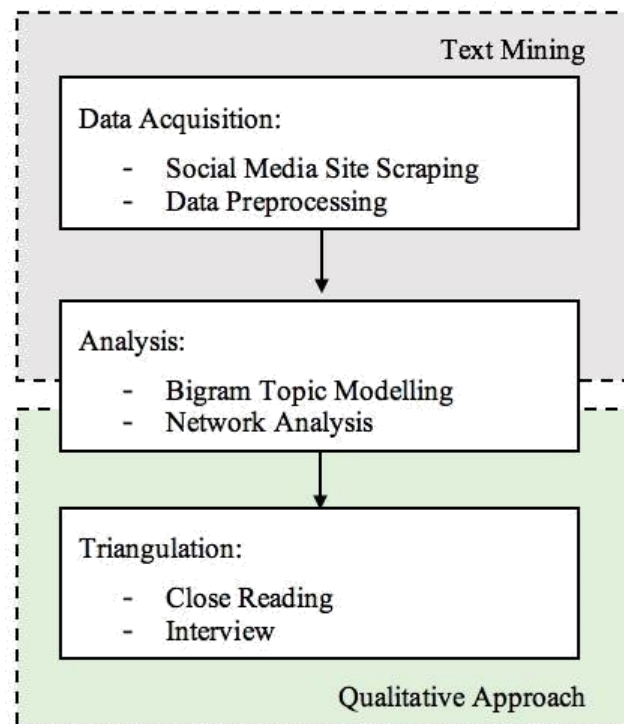 Text Mining
Data Acquisition:
- Social Media Site Scraping
- Data Preprocessing
Analysis:
- Bigram Topic Modelling
- Network Analysis
Triangulation:
- Close Reading
- Interview
Qualitative Approach